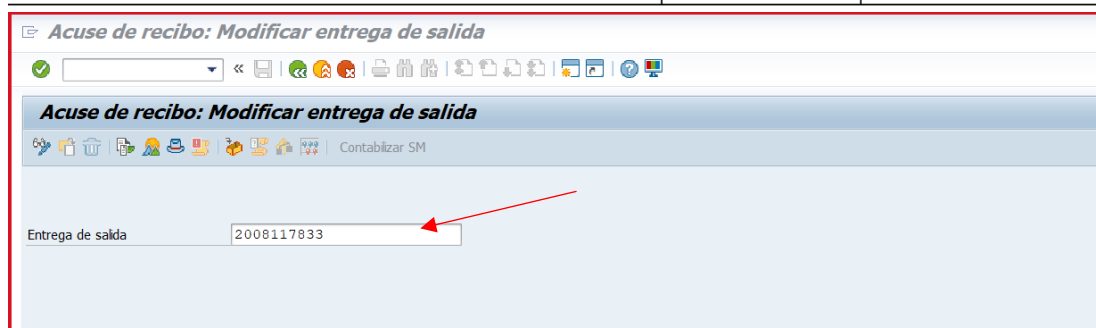 Acuse de recibo: Modificar entrega de salida
Acuse de recibo: Modificar entrega de salida
Contabilizar SM
Entrega de salida 2008117833